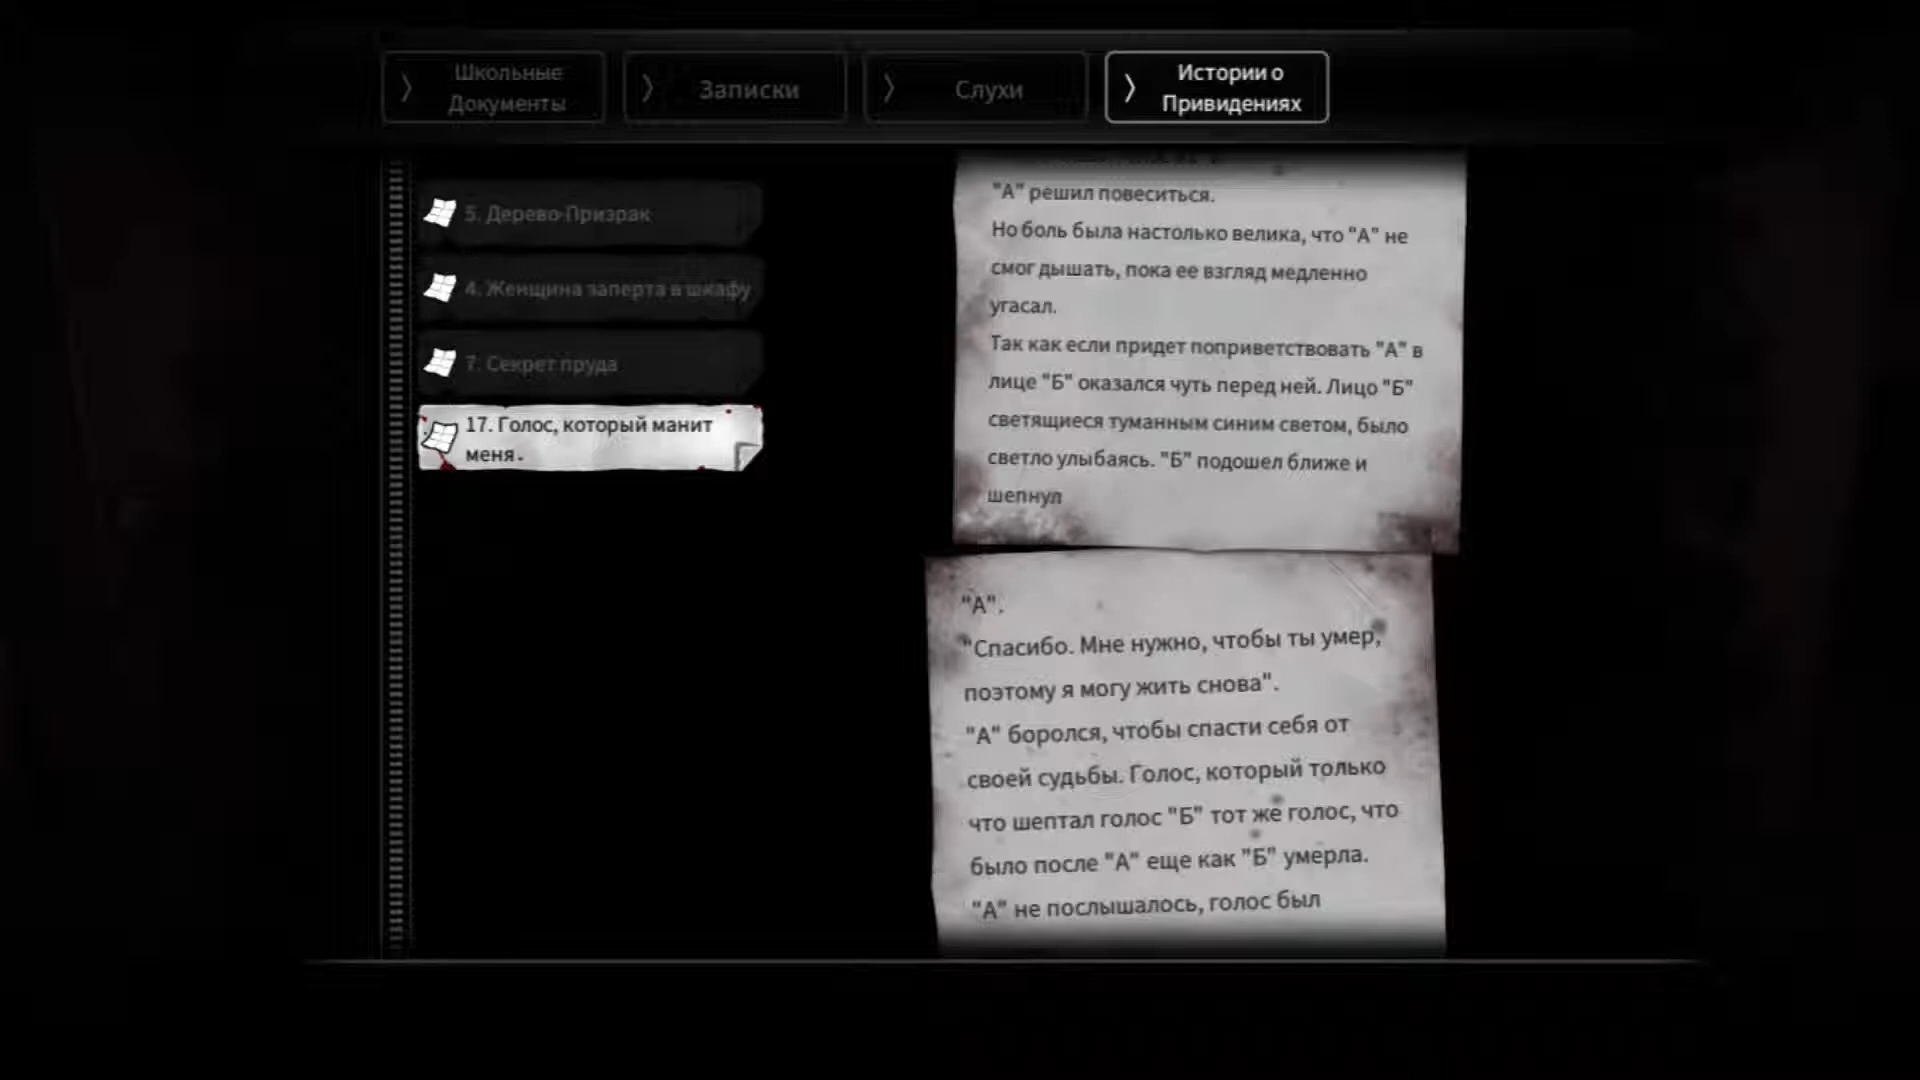 Школьные
Документы
Записки
Слухи
Истории о
Привидениях
5. Дерево-Призрак
4. Женщина заперта в шкафу
7. Секрет пруда
17. Голос, который манит
меня.
"А" решил повеситься.
Но боль была настолько велика, что "А" не
смог дышать, пока ее взгляд медленно
угасал.
Так как если придет поприветствовать "А" в
лице "Б" оказался чуть перед ней. Лицо "Б"
светящиеся туманным синим светом, было
светло улыбаясь. "Б" подошел ближе и
шепнул
"А".
"Спасибо. Мне нужно, чтобы ты умер,
поэтому я могу жить снова".
"А" боролся, чтобы спасти себя от
своей судьбы. Голос, который только
что шептал голос "Б" тот же голос, что
было после "А" еще как "Б" умерла.
"А" не послышалось, голос был